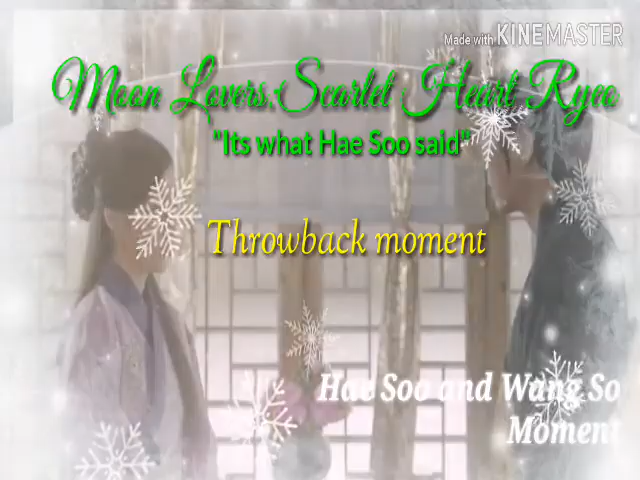 Made with KINEMASTER
Moon Lovers:Scarlet Heart Ryeo
"Its what Hae Soo said"
Throwback moment
Hae Soo and Wang So
Moment